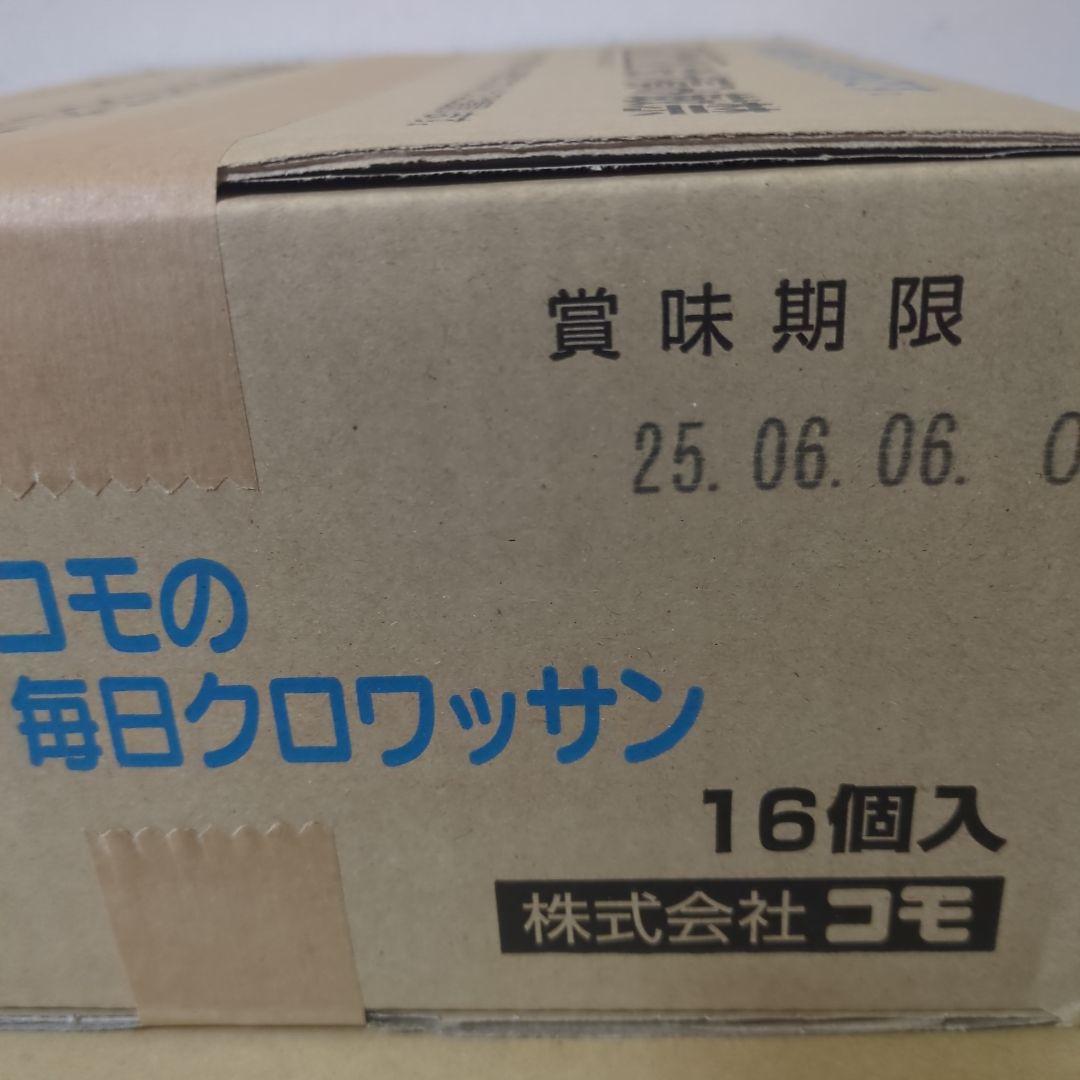 賞味期限
25.06.06. 0
コモの
毎日クロワッサン
16個入
株式会社コモ